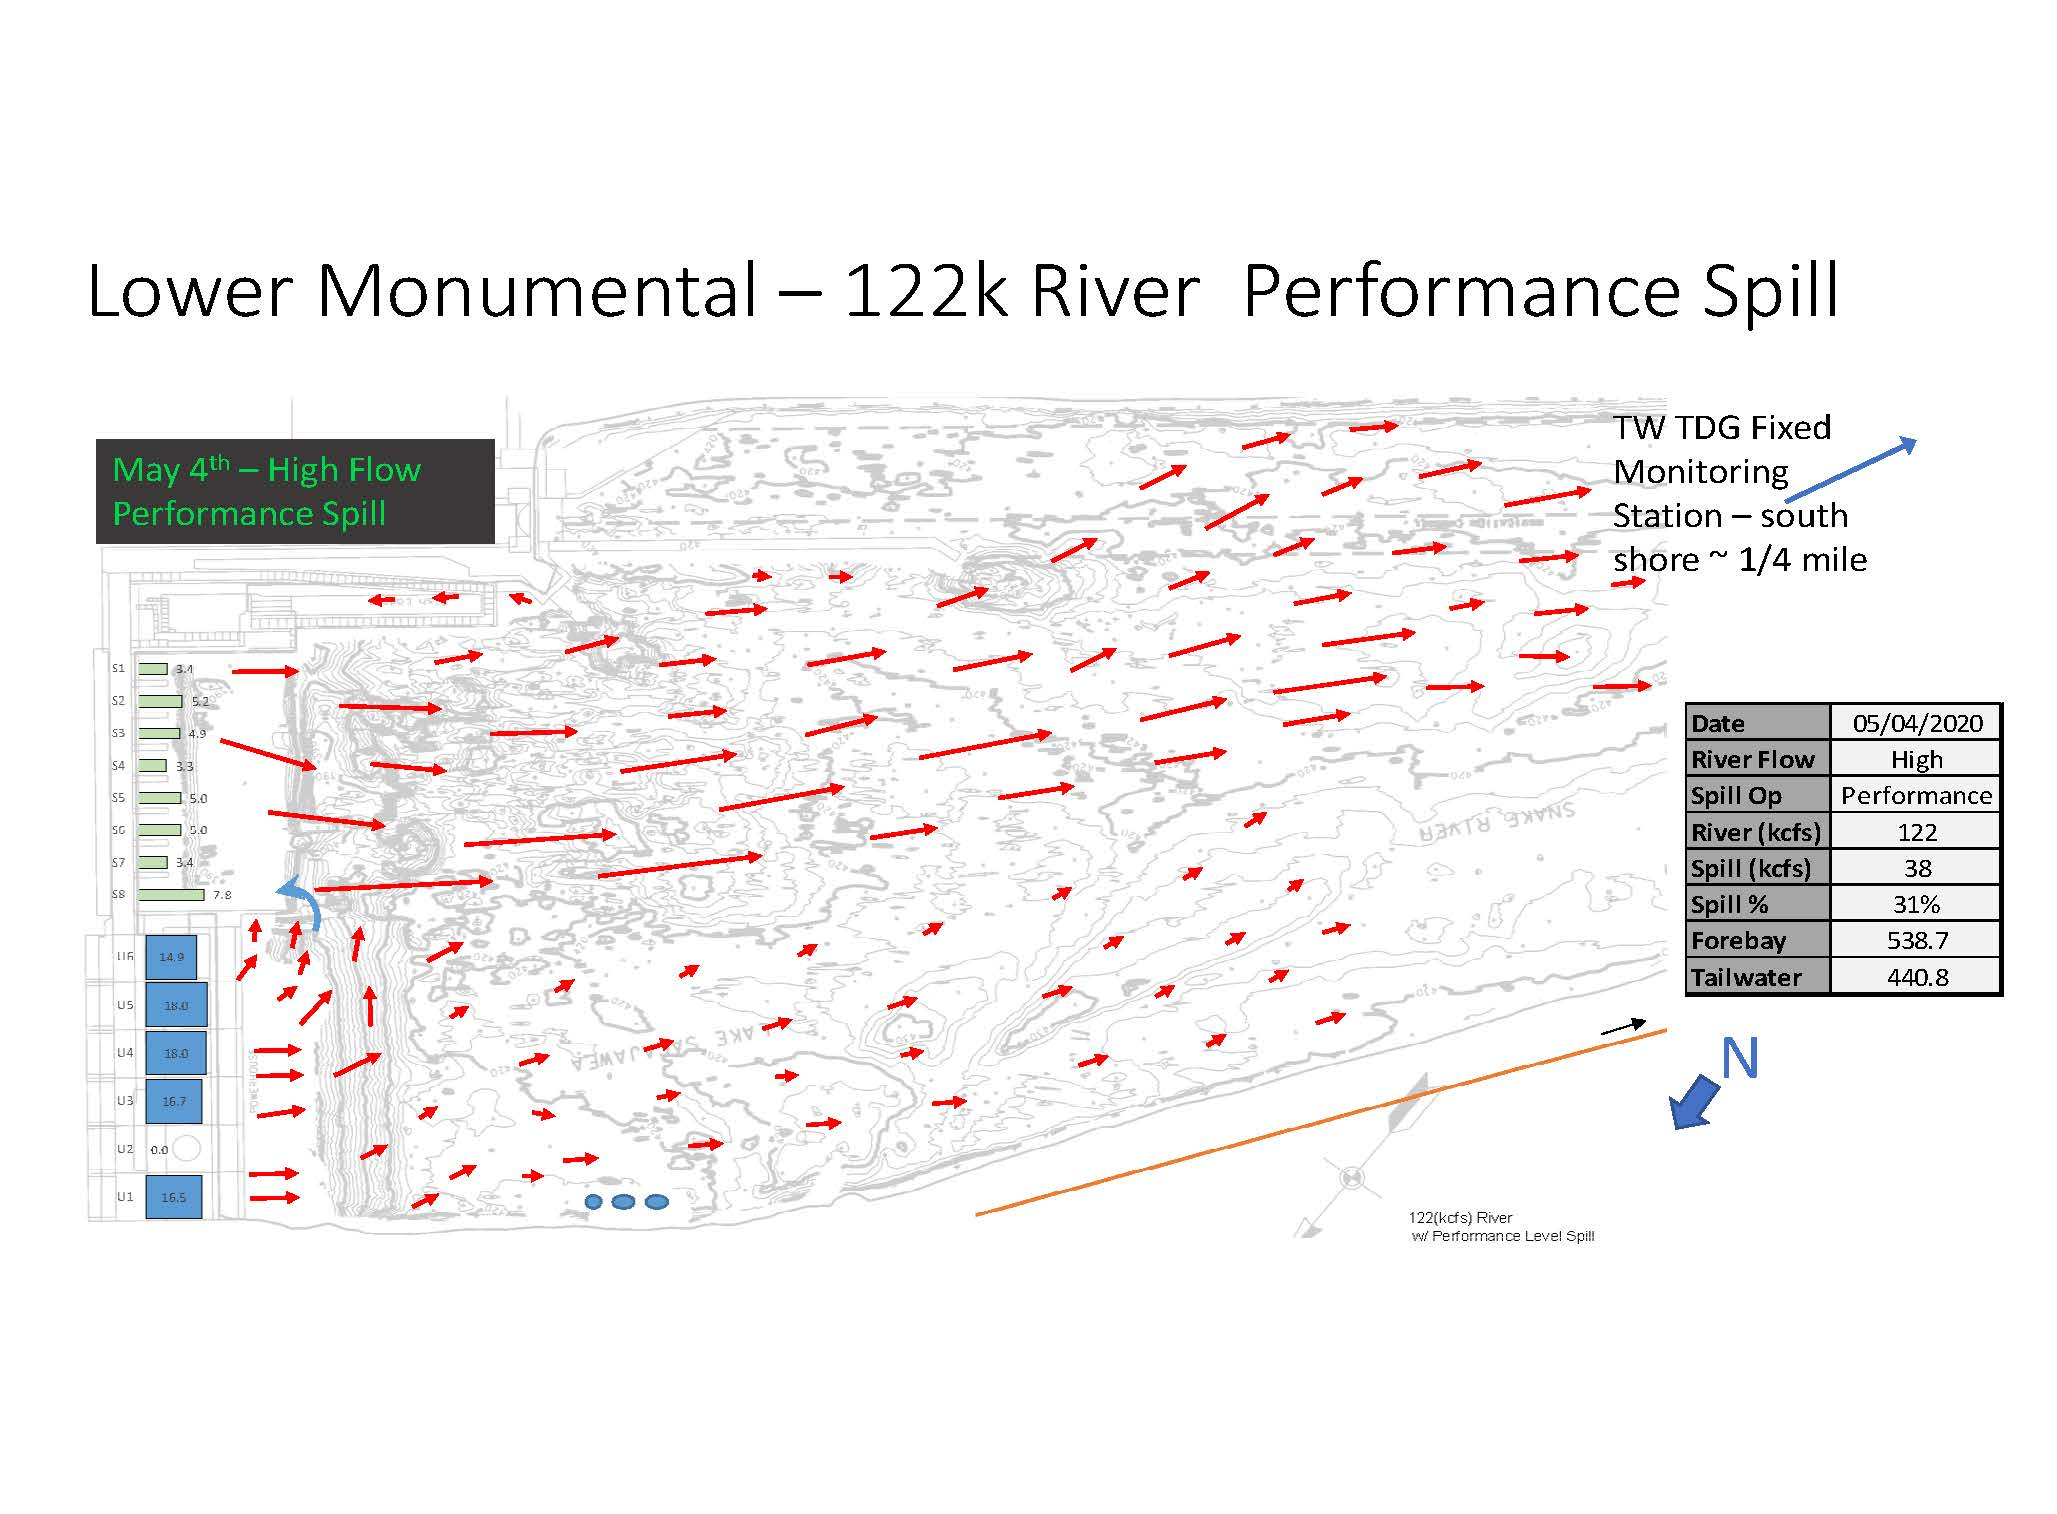 Lower Monumental – 122k River Performance Spill
May 4th – High Flow
Performance Spill
TW TDG Fixed
Monitoring
Station – south
shore ~ 1/4 mile
S1 3.4
S2 5.2
S3 4.9
S4 3.3
S5 5.0
S6 5.0
S7 3.4
S8 7.8
U6 14.9
U5 18.0
U4 18.0
U3 16.7
U2 0.0
U1 16.5
POWERHOUSE
SNAKE RIVER
Date 05/04/2020
River Flow High
Spill Op Performance
River (kcfs) 122
Spill (kcfs) 38
Spill % 31%
Forebay 538.7
Tailwater 440.8
N
122(kcfs) River
w/ Performance Level Spill